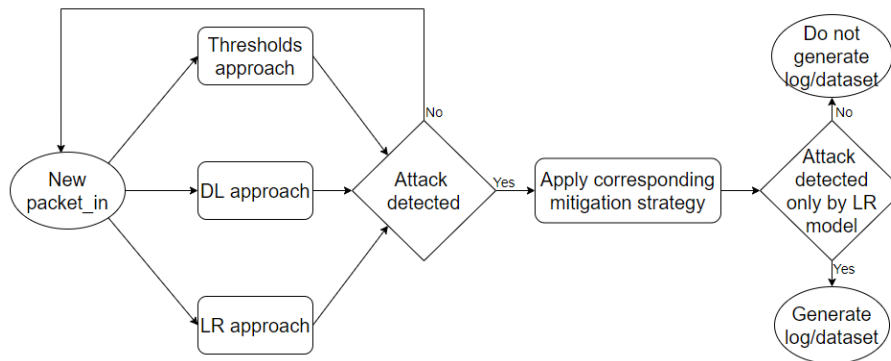 No
Thresholds
approach
Do not
generate
log/dataset
No
New
packet_in
DL approach
Attack
detected
Yes
Apply corresponding
mitigation strategy
Attack
detected
only by LR
model
Yes
LR approach
Generate
log/dataset